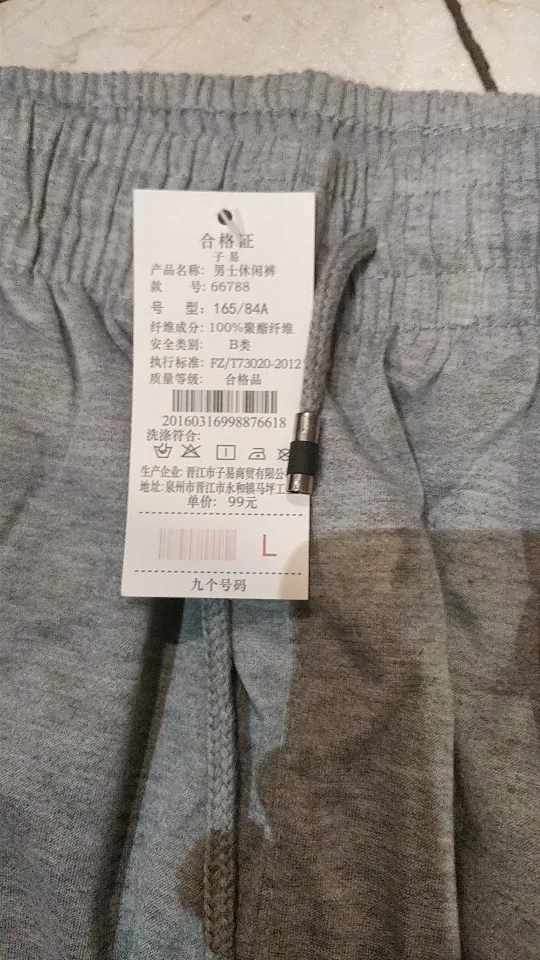 合格证
子易
产品名称: 男士休闲裤
款 号: 66788
号 型: 165/84A
纤维成分: 100%聚酯纤维
安全类别: B类
执行标准: FZ/T73020-2012
质量等级: 合格品
20160316998876618
洗涤符合:
生产企业: 晋江市子易商贸有限公
地址: 泉州市晋江市永和镇马坪工
单价: 99元
L
九个号码